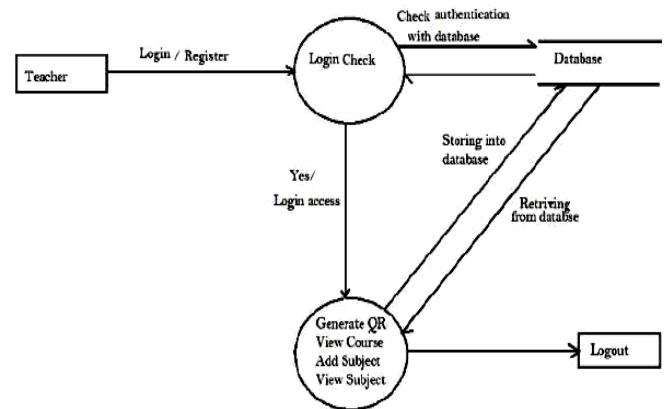 Check authentication
with database
Login / Register
Login Check
Database
Teacher
Storing into
database
Yes/
Login access
Retriving
from databse
Generate QR
View Course
Add Subject
View Subject
Logout